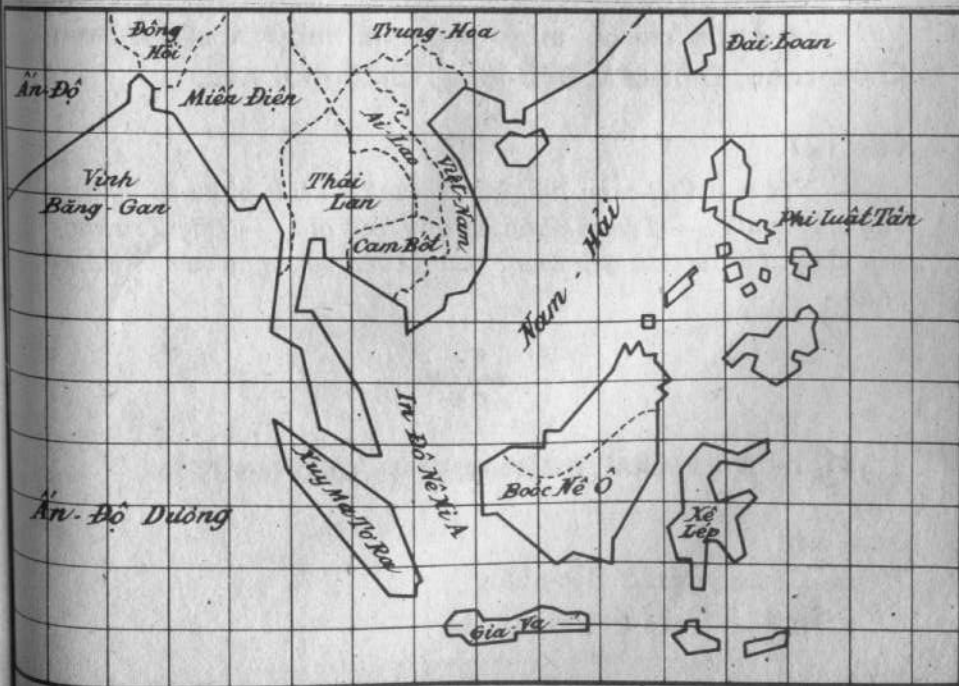 Đông
Hồi
Trung-Hoa
Đài Loan
Ấn-Độ
Miến Điện
Ai-Lao
Việt-Nam
Vịnh
Băng-Gan
Thái
Lan
Cam Bốt
Nam-Hải
Phi Luật Tân
In Đô Nê Xi A
Ấn-Độ Dương
Xuy Ma Tơ Ra
Boóc Nê Ô
Xê
Lép
Gia-Va